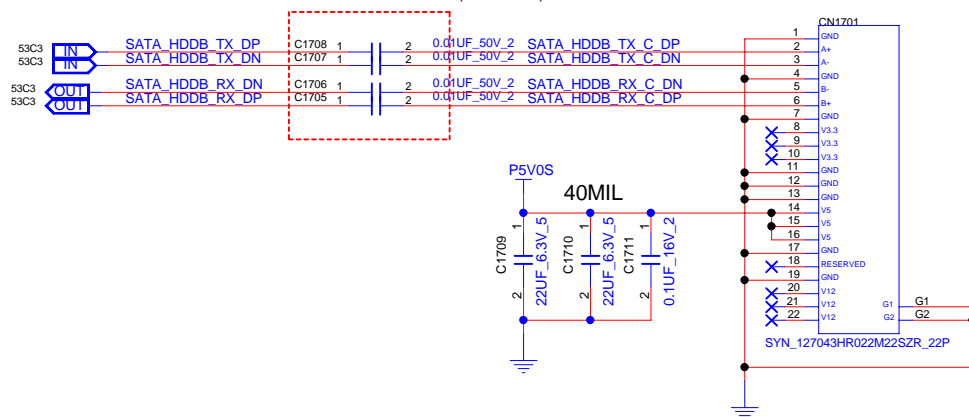 CN1701
53C3 IN SATA_HDDB_TX_DP C1708 1 2 0.01UF_50V_2 SATA_HDDB_TX_C_DP
53C3 IN SATA_HDDB_TX_DN C1707 1 2 0.01UF_50V_2 SATA_HDDB_TX_C_DN
53C3 OUT SATA_HDDB_RX_DN C1706 1 2 0.01UF_50V_2 SATA_HDDB_RX_C_DN
53C3 OUT SATA_HDDB_RX_DP C1705 1 2 0.01UF_50V_2 SATA_HDDB_RX_C_DP
1 GND
2 A+
3 A-
4 GND
5 B-
6 B+
7 GND
8 V3.3
9 V3.3
10 V3.3
11 GND
12 GND
13 GND
14 V5
15 V5
16 V5
17 GND
18 RESERVED
19 GND
20 V12
21 V12
22 V12
G1 G1
G2 G2
SYN_127043HR022M22SZR_22P
P5V0S
40MIL
C1709 1 2 22UF_6.3V_5
C1710 1 2 22UF_6.3V_5
C1711 1 2 0.1UF_16V_2